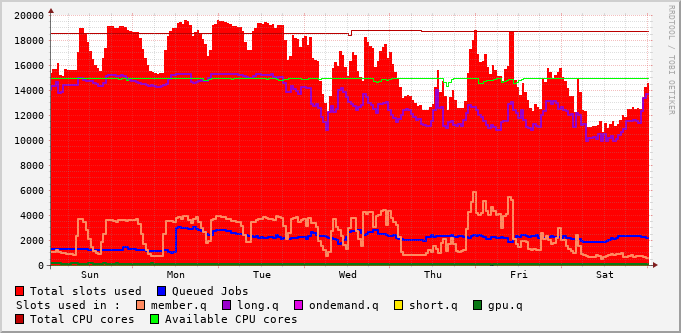 20000
18000
16000
14000
12000
10000
8000
6000
4000
2000
0
Sun Mon Tue Wed Thu Fri Sat
RRDTOOL / TOBI OETIKER
Total slots used Queued Jobs
Slots used in : member.q long.q ondemand.q short.q gpu.q
Total CPU cores Available CPU cores